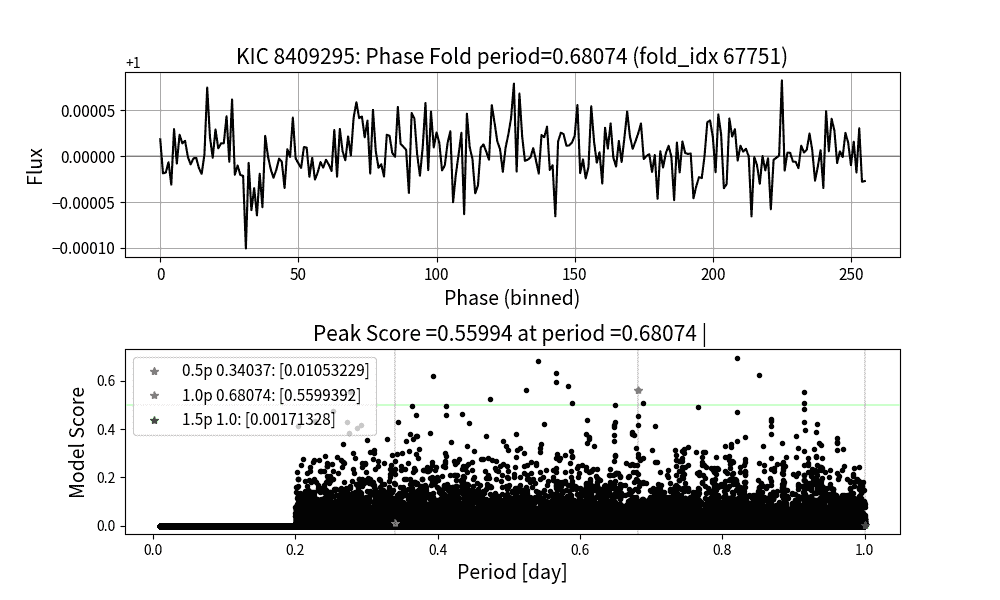 KIC 8409295: Phase Fold period=0.68074 (fold_idx 67751)
+1
0.00005
0.00000
−0.00005
−0.00010
Flux
0 50 100 150 200 250
Phase (binned)
Peak Score =0.55994 at period =0.68074 |
0.5p 0.34037: [0.01053229]
1.0p 0.68074: [0.5599392]
1.5p 1.0: [0.00171328]
0.6
0.4
0.2
0.0
Model Score
0.0 0.2 0.4 0.6 0.8 1.0
Period [day]